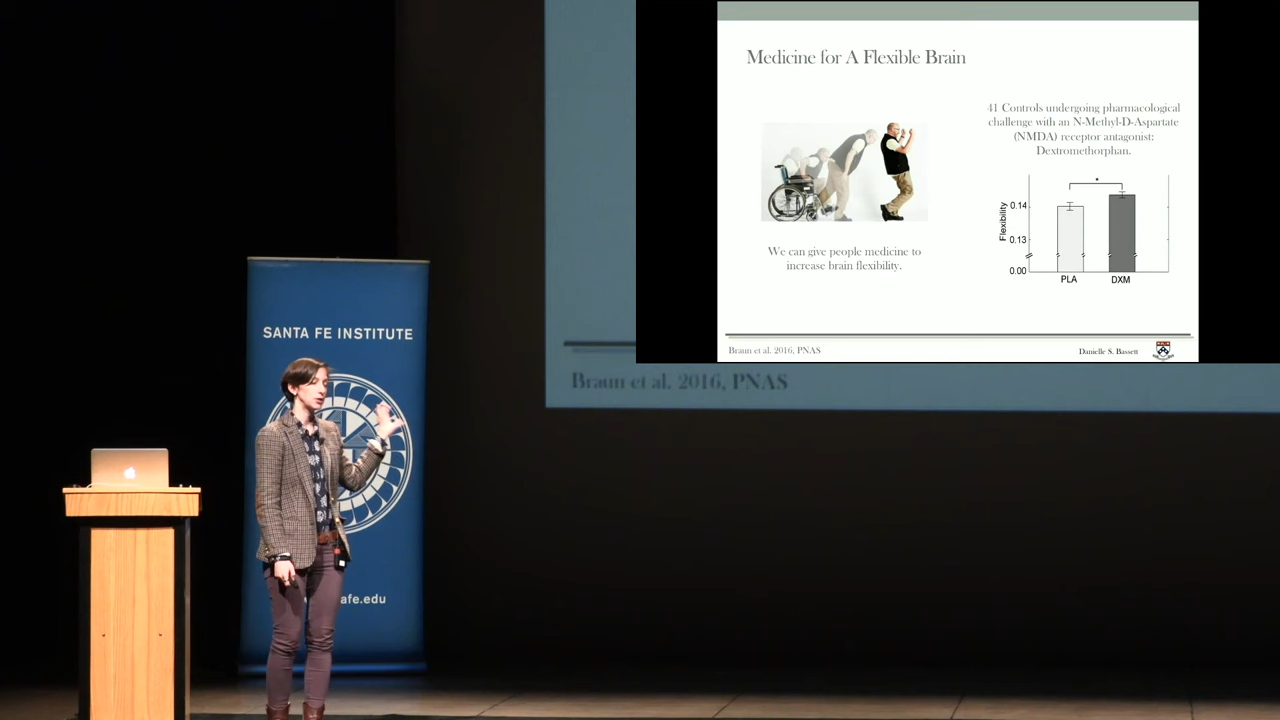 Medicine for A Flexible Brain
41 Controls undergoing pharmacological
challenge with an N-Methyl-D-Aspartate
(NMDA) receptor antagonist:
Dextromethorphan.
We can give people medicine to
increase brain flexibility.
*
Flexibility
0.14
0.13
0.00
PLA
DXM
Braun et al. 2016, PNAS
Danielle S. Bassett
Braun et al. 2016, PNAS
SANTA FE INSTITUTE
afe.edu